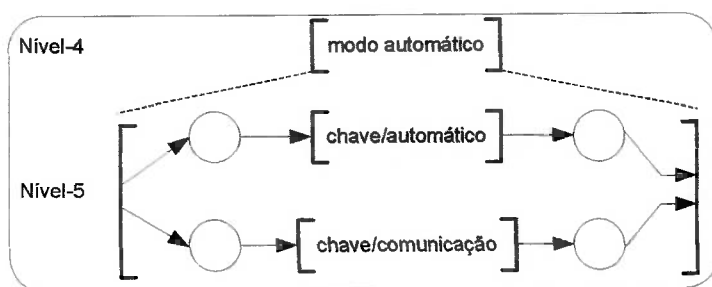 Nível-4
modo automático
chave/automático
Nível-5
chave/comunicação